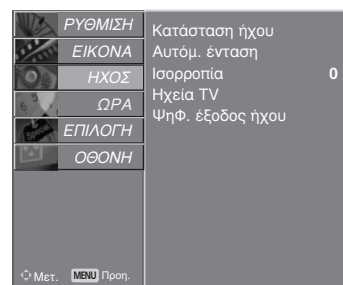 ΡΥΘΜΙΣΗ
ΕΙΚΟΝΑ
ΗΧΟΣ
ΩΡΑ
ΕΠΙΛΟΓΗ
ΟΘΟΝΗ
Κατάσταση ήχου
Αυτόμ. ένταση
Ισορροπία 0
Ηχεία TV
ΨηΦ. έξοδος ήχου
Μετ. MENU Προη.